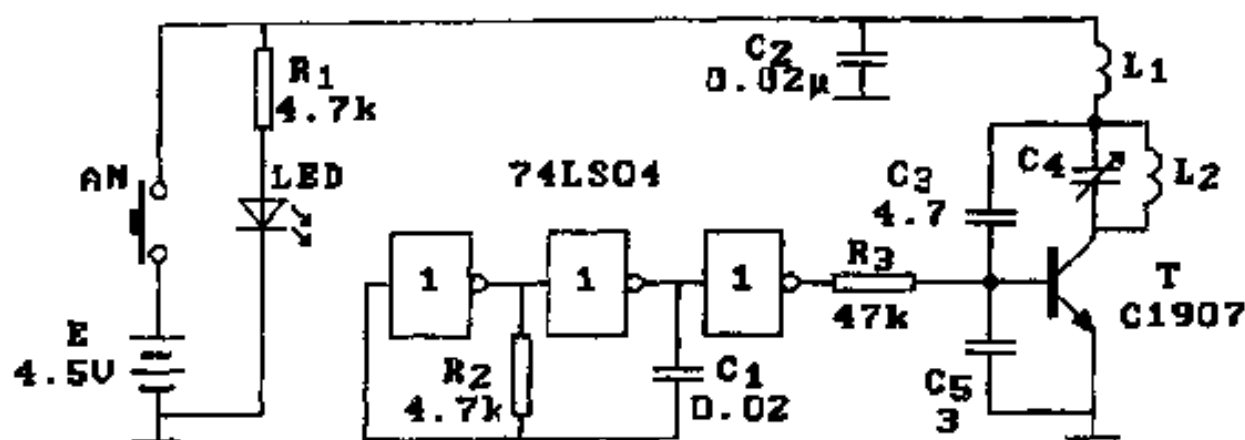 R1
4.7k
C2
0.02μ
L1
AN
LED
74LS04
C3
4.7
C4
L2
1
1
1
R3
47k
T
C1907
E
4.5V
R2
4.7k
C1
0.02
C5
3